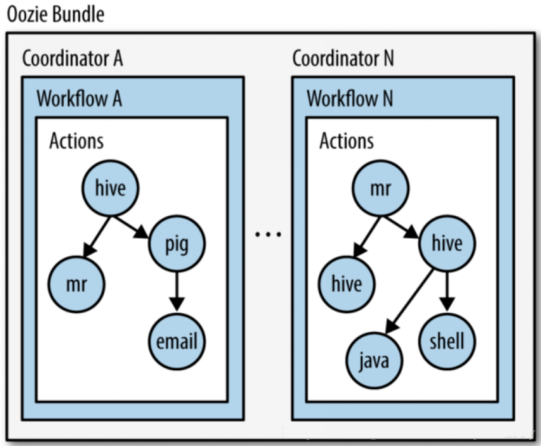 Oozie Bundle
Coordinator A
Workflow A
Actions
hive
pig
mr
email
...
Coordinator N
Workflow N
Actions
mr
hive
hive
java
shell